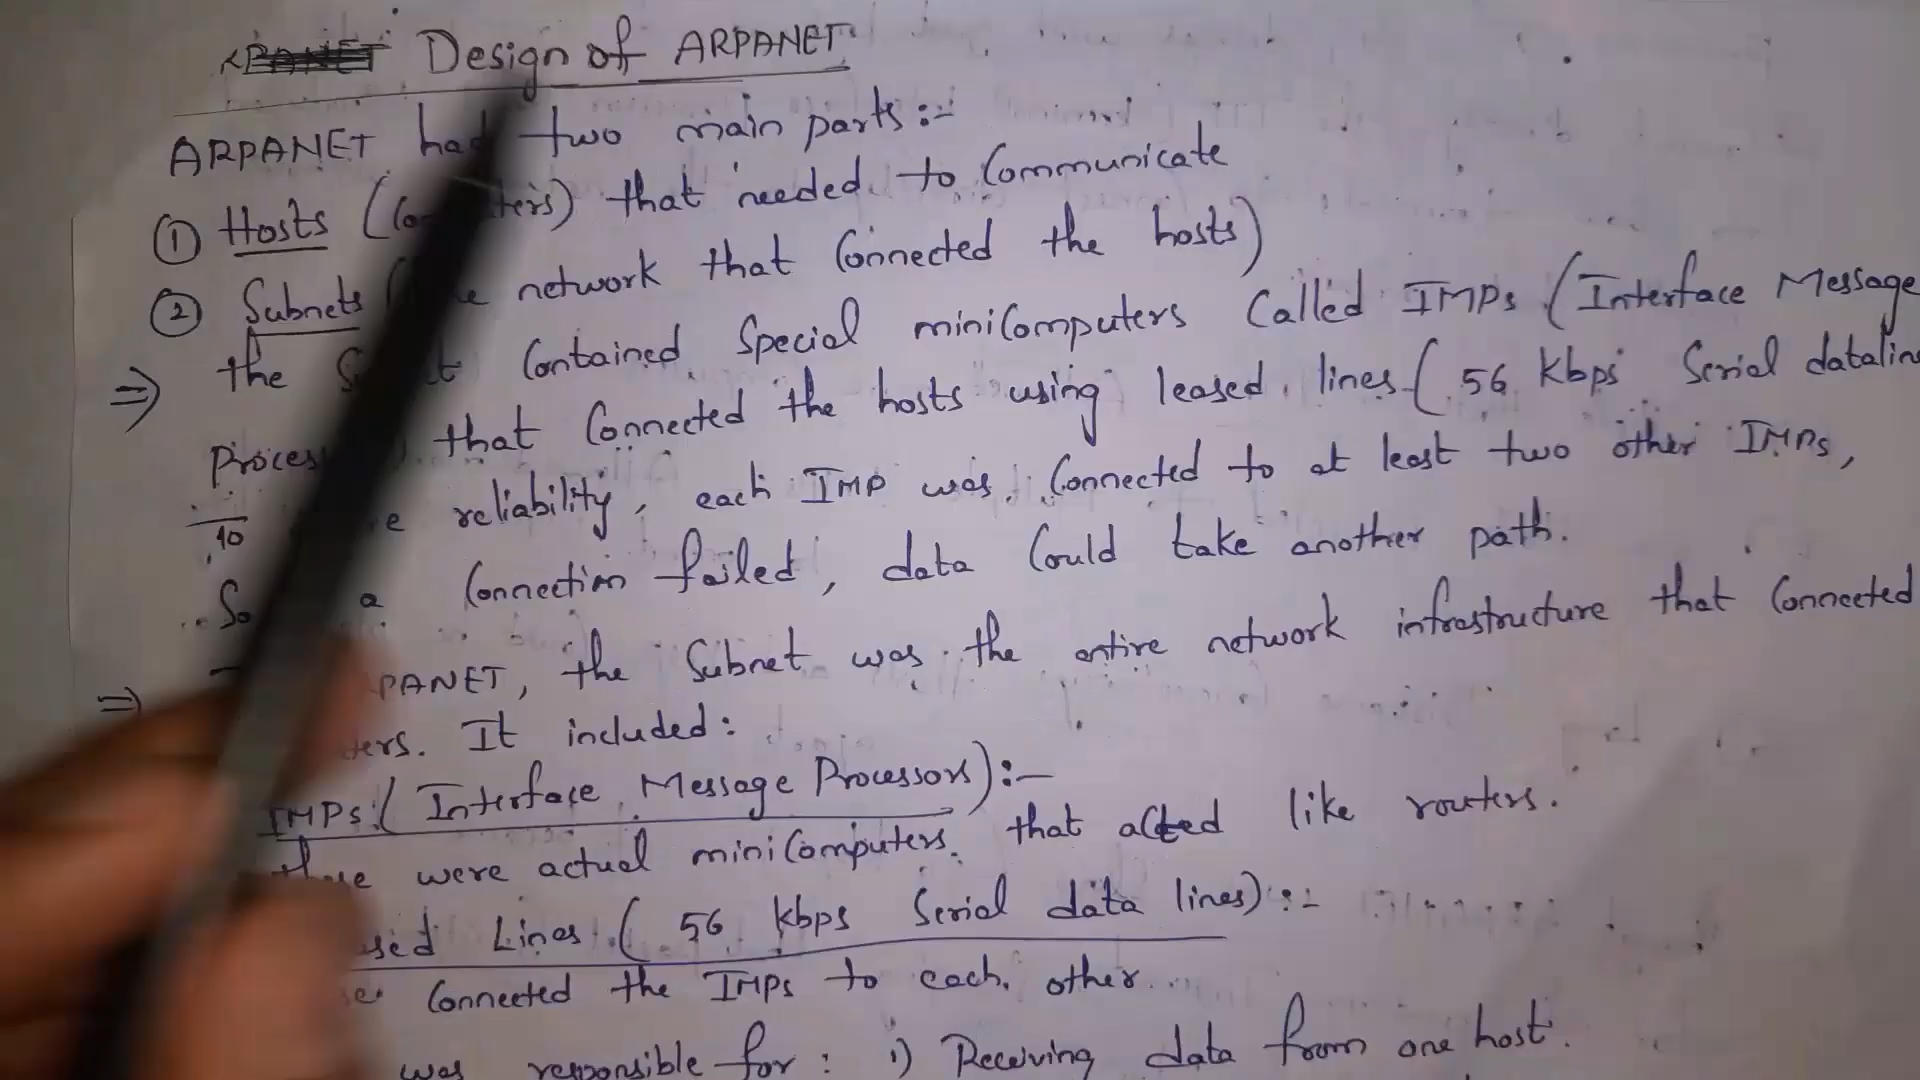 Design of ARPANET
ARPANET had two main parts :-
① Hosts ( ) that needed to Communicate
② Subnets ( network that Connected the hosts)
⇒ the Contained Special minicomputers Called IMPs (Interface Message
that Connected the hosts using leased lines ( 56 kbps Serial dataline
reliability, each IMP was Connected to at least two other IMPs,
So a Connection failed, data Could take another path.
⇒ the Subnet was the entire network infrastructure that Connected
It included :
IMPs ( Interface Message Processors) :-
were actual minicomputers that acted like routers.
Lines ( 56 kbps Serial data lines) :-
Connected the IMPs to each other
was responsible for : i) Receiving data from one host.